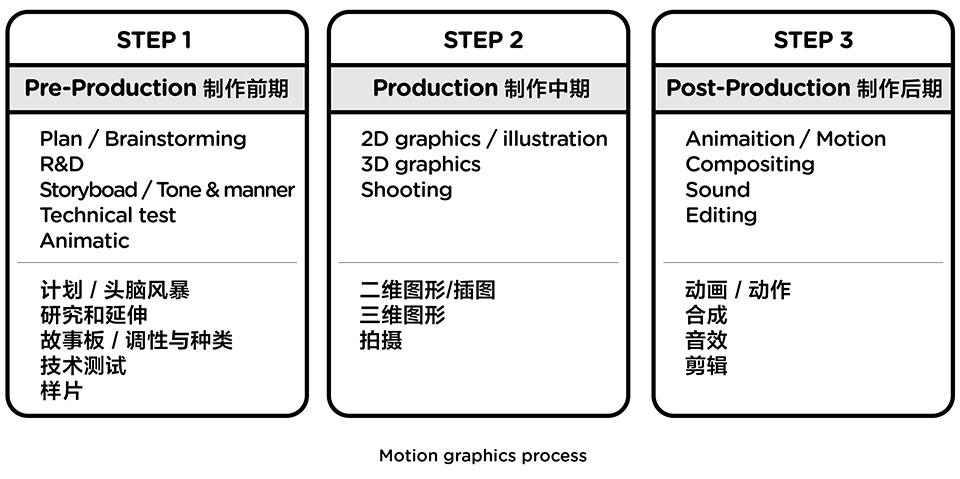 STEP 1
Pre-Production 制作前期
Plan / Brainstorming
R&D
Storyboad / Tone & manner
Technical test
Animatic
计划 / 头脑风暴
研究和延伸
故事板 / 调性与种类
技术测试
样片
STEP 2
Production 制作中期
2D graphics / illustration
3D graphics
Shooting
二维图形/插图
三维图形
拍摄
STEP 3
Post-Production 制作后期
Animaition / Motion
Compositing
Sound
Editing
动画 / 动作
合成
音效
剪辑
Motion graphics process